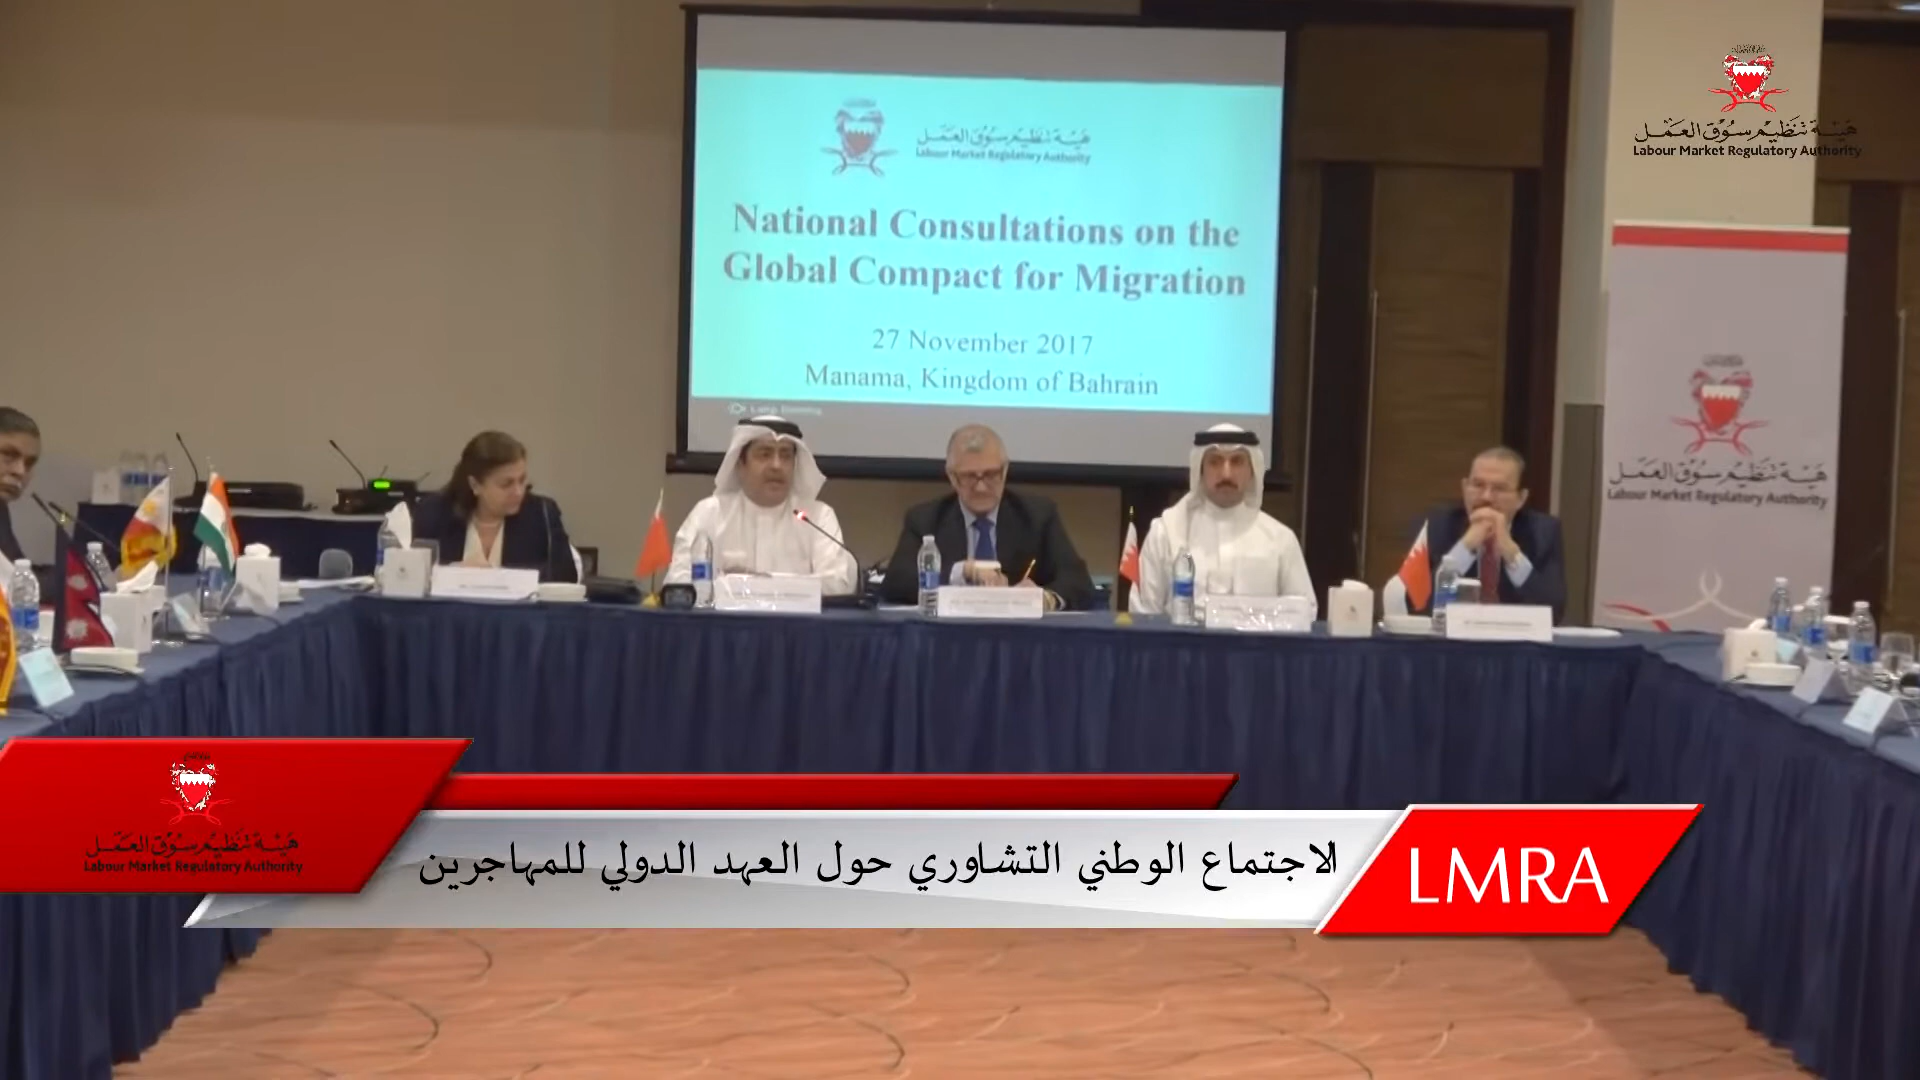 هيئة تنظيم سوق العمل
Labour Market Regulatory Authority
National Consultations on the
Global Compact for Migration
27 November 2017
Manama, Kingdom of Bahrain
هيئة تنظيم سوق العمل
Labour Market Regulatory Authority
هيئة تنظيم سوق العمل
Labour Market Regulatory Authority
هيئة تنظيم سوق العمل
Labour Market Regulatory Authority
الاجتماع الوطني التشاوري حول العهد الدولي للمهاجرين
LMRA